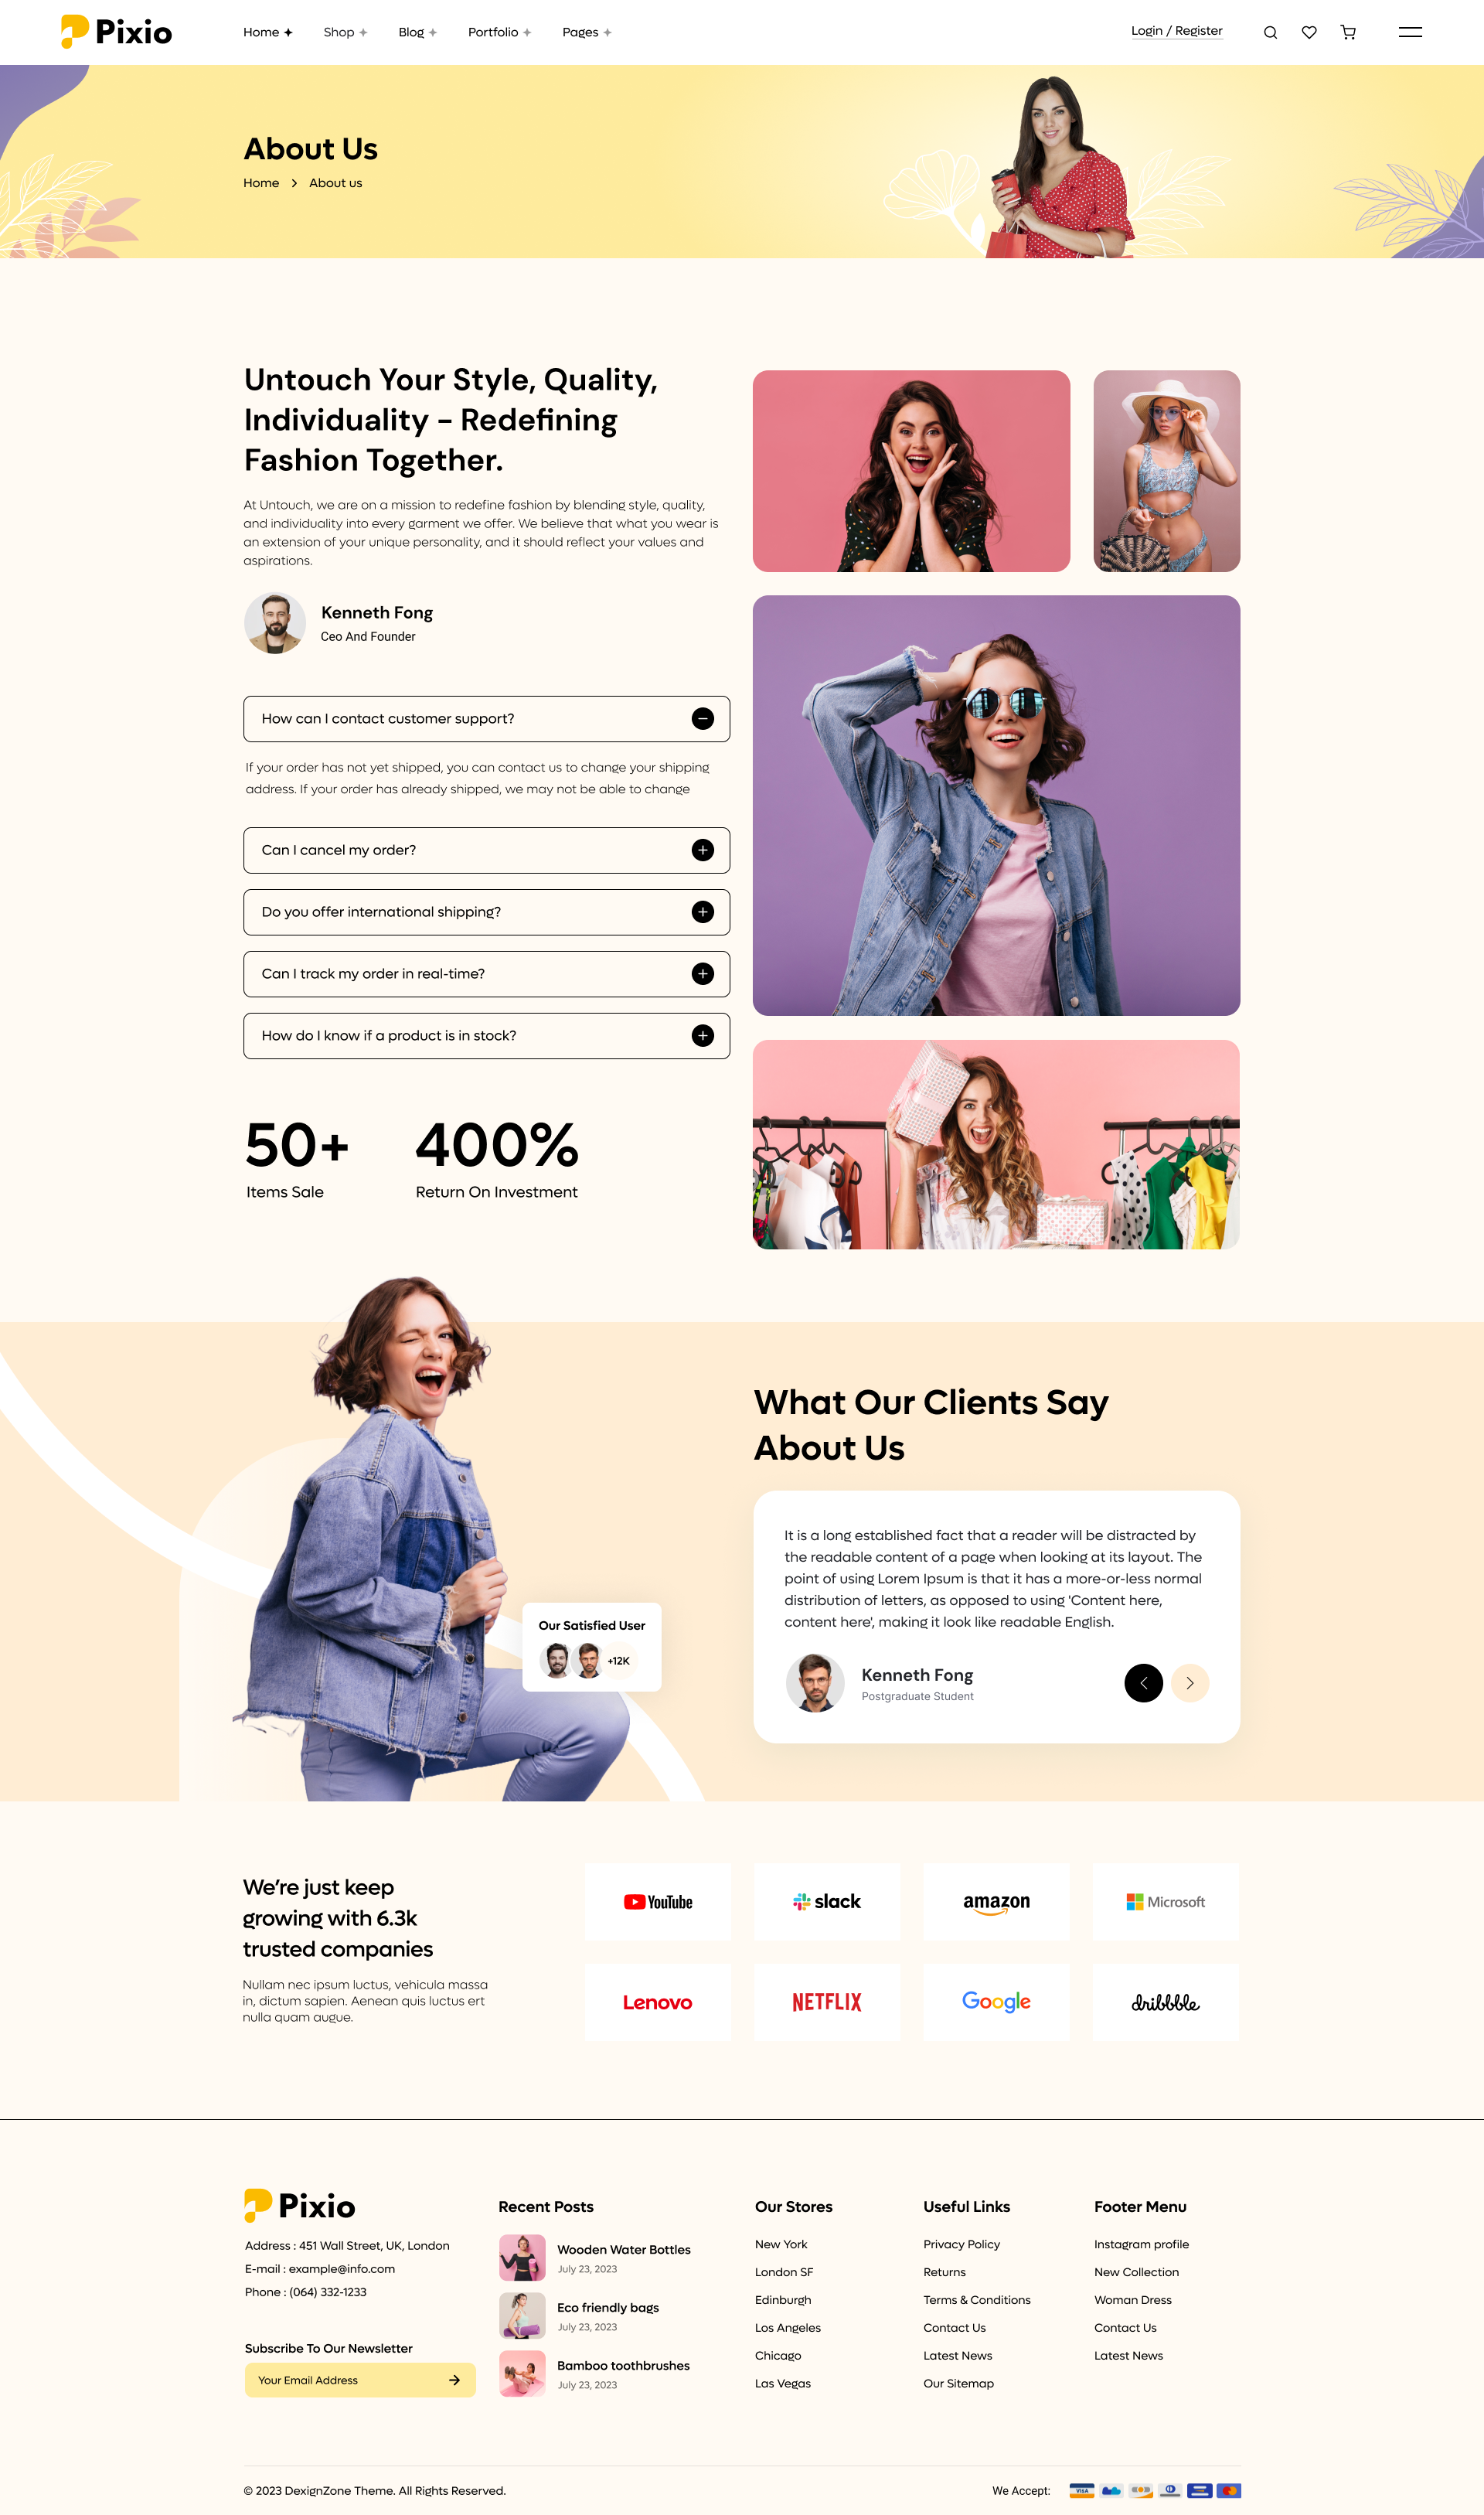 Pixio
Home
Shop
Blog
Portfolio
Pages
Login / Register
About Us
Home > About us
Untouch Your Style, Quality,
Individuality - Redefining
Fashion Together.
At Untouch, we are on a mission to redefine fashion by blending style, quality,
and individuality into every garment we offer. We believe that what you wear is
an extension of your unique personality, and it should reflect your values and
aspirations.
Kenneth Fong
Ceo And Founder
How can I contact customer support?
If your order has not yet shipped, you can contact us to change your shipping
address. If your order has already shipped, we may not be able to change
Can I cancel my order?
Do you offer international shipping?
Can I track my order in real-time?
How do I know if a product is in stock?
50+
Items Sale
400%
Return On Investment
What Our Clients Say
About Us
It is a long established fact that a reader will be distracted by
the readable content of a page when looking at its layout. The
point of using Lorem Ipsum is that it has a more-or-less normal
distribution of letters, as opposed to using 'Content here,
content here', making it look like readable English.
Kenneth Fong
Postgraduate Student
Our Satisfied User
+12K
We're just keep
growing with 6.3k
trusted companies
Nullam nec ipsum luctus, vehicula massa
in, dictum sapien. Aenean quis luctus ert
nulla quam augue.
YouTube
slack
amazon
Microsoft
Lenovo
NETFLIX
Google
dribbble
Pixio
Address : 451 Wall Street, UK, London
E-mail : example@info.com
Phone : (064) 332-1233
Subscribe To Our Newsletter
Your Email Address
Recent Posts
Wooden Water Bottles
July 23, 2023
Eco friendly bags
July 23, 2023
Bamboo toothbrushes
July 23, 2023
Our Stores
New York
London SF
Edinburgh
Los Angeles
Chicago
Las Vegas
Useful Links
Privacy Policy
Returns
Terms & Conditions
Contact Us
Latest News
Our Sitemap
Footer Menu
Instagram profile
New Collection
Woman Dress
Contact Us
Latest News
© 2023 DexignZone Theme. All Rights Reserved.
We Accept:
VISA